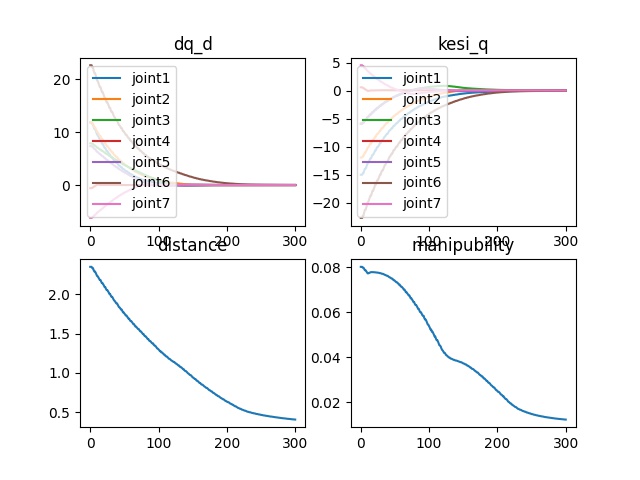 dq_d
20
10
0
joint1
joint2
joint3
joint4
joint5
joint6
joint7
0
100
200
300
kesi_q
5
0
−5
−10
−15
−20
joint1
joint2
joint3
joint4
joint5
joint6
joint7
0
100
200
300
distance
2.0
1.5
1.0
0.5
0
100
200
300
manipubility
0.08
0.06
0.04
0.02
0
100
200
300